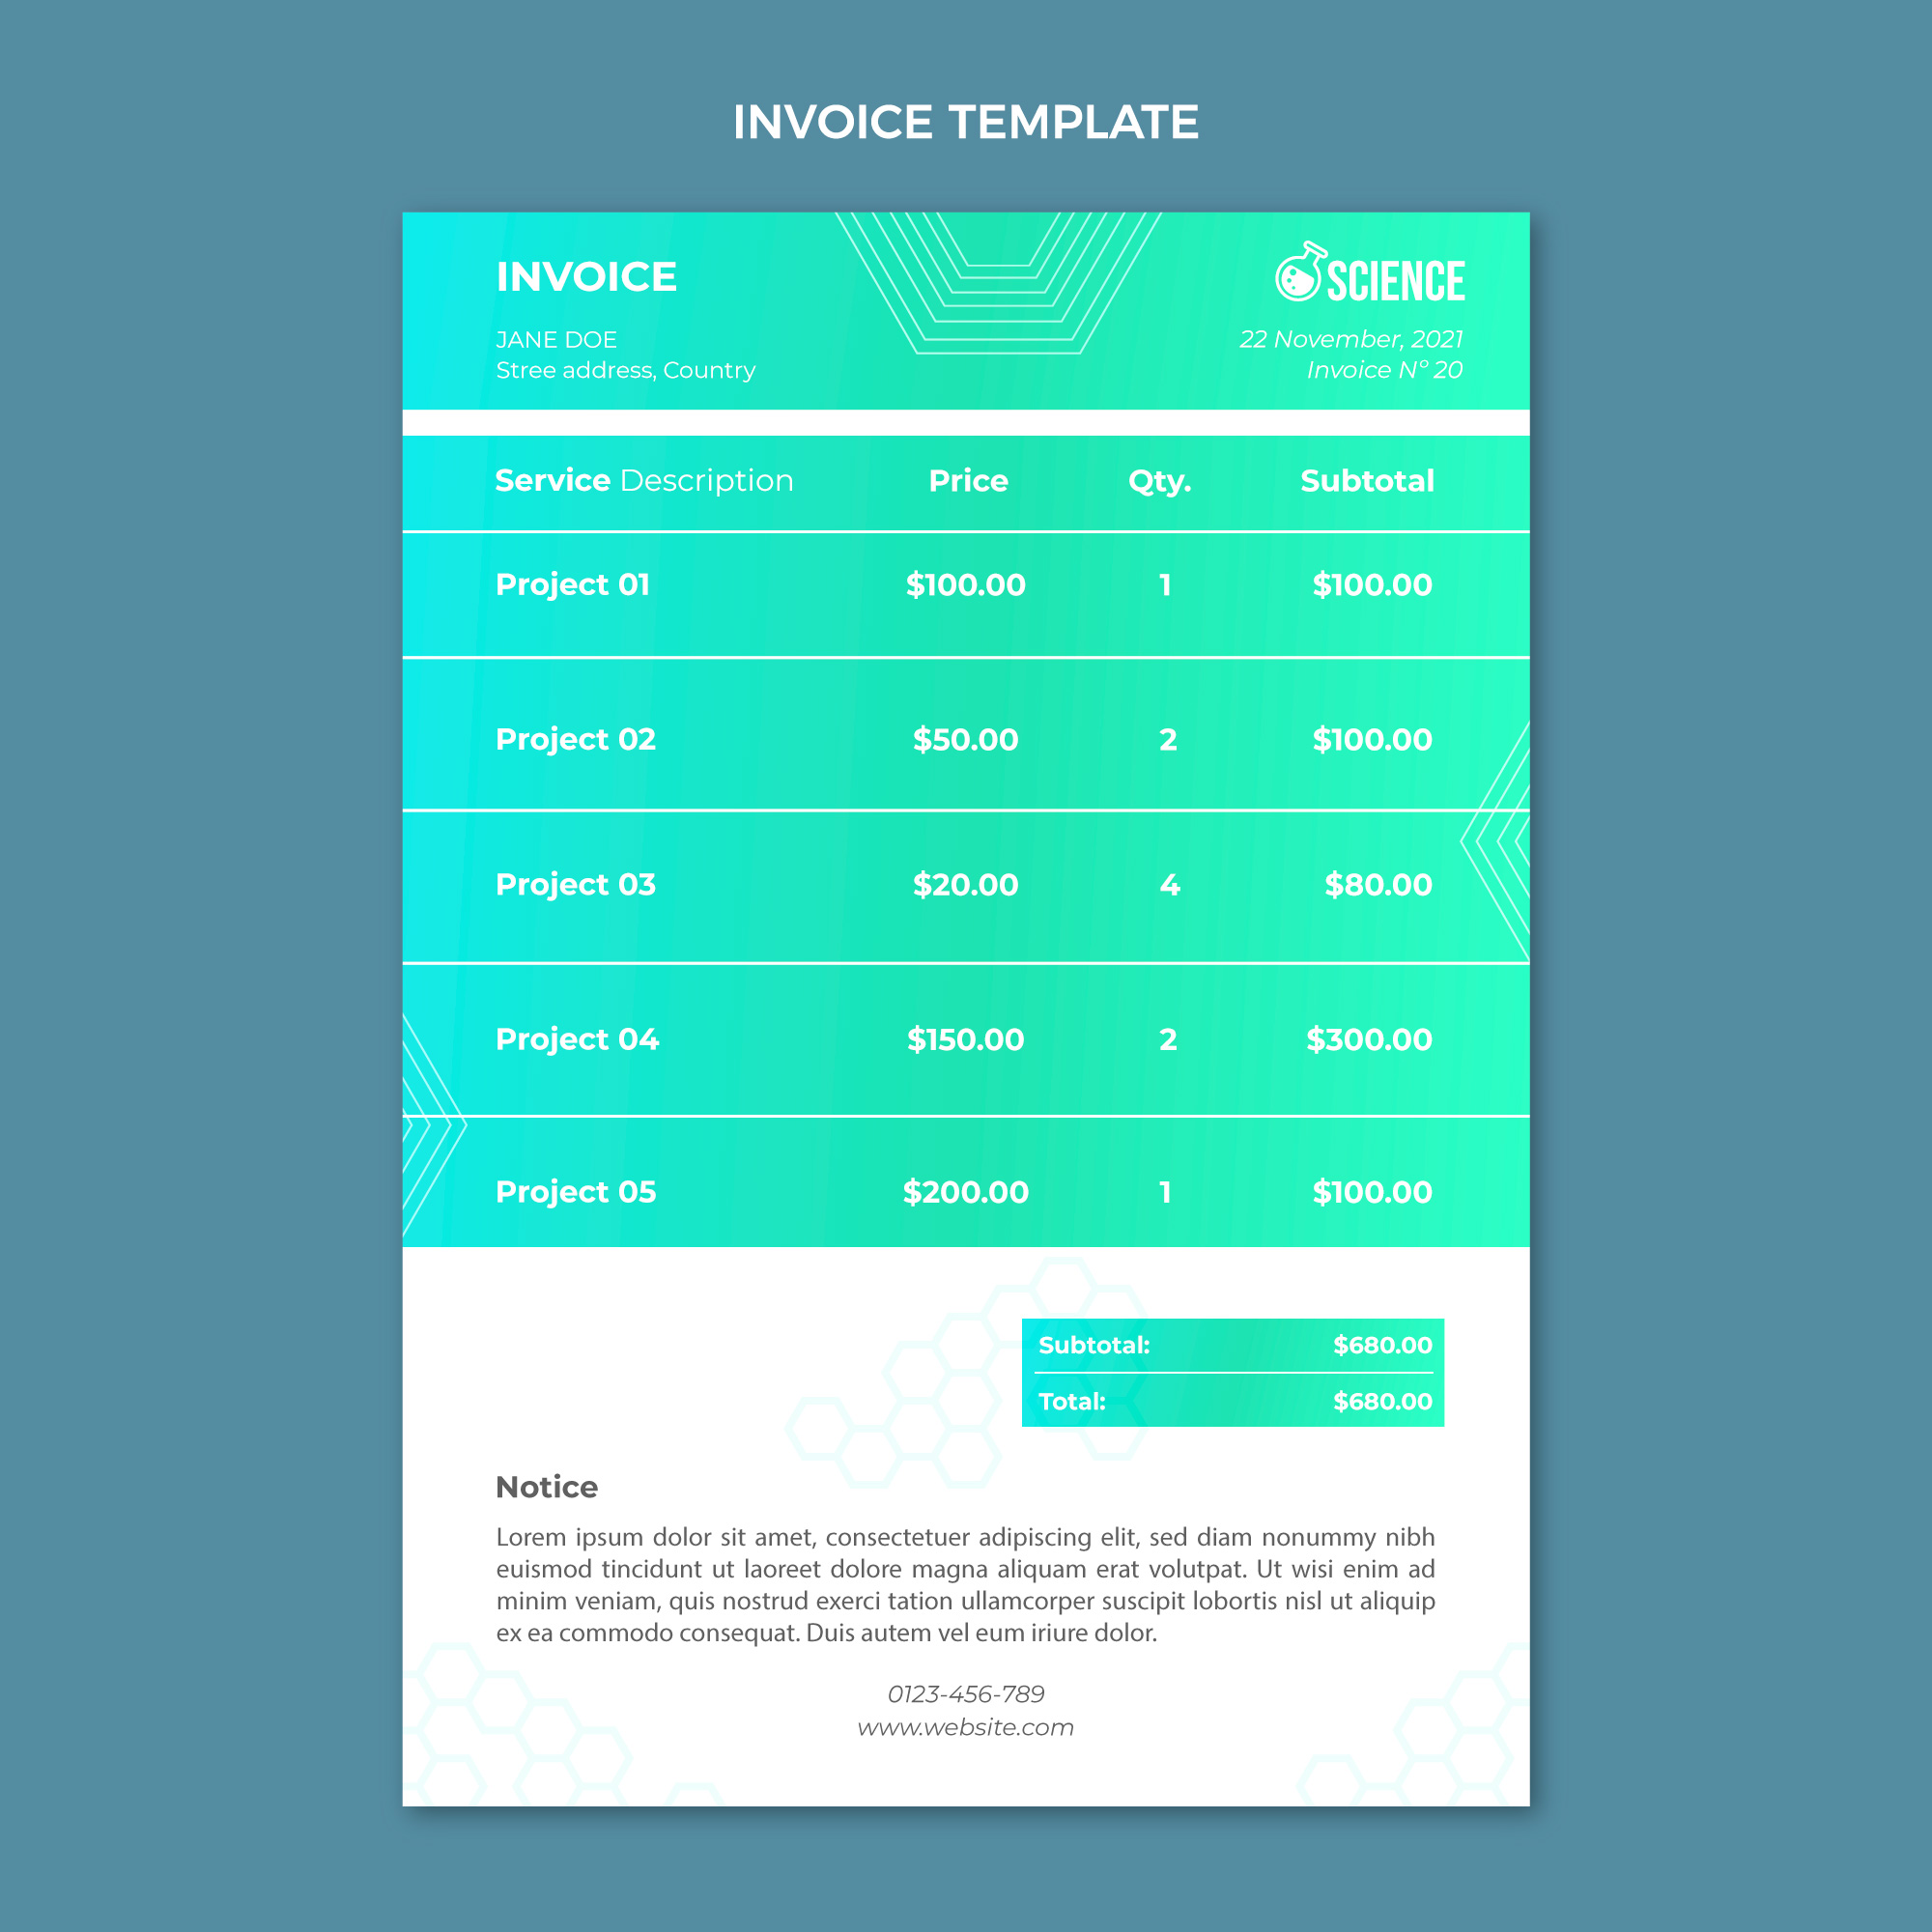 INVOICE TEMPLATE
INVOICE
SCIENCE
JANE DOE
22 November, 2021
Stree address, Country
Invoice Nº 20
Service Description Price Qty. Subtotal
Project 01 $100.00 1 $100.00
Project 02 $50.00 2 $100.00
Project 03 $20.00 4 $80.00
Project 04 $150.00 2 $300.00
Project 05 $200.00 1 $100.00
Subtotal: $680.00
Total: $680.00
Notice
Lorem ipsum dolor sit amet, consectetuer adipiscing elit, sed diam nonummy nibh
euismod tincidunt ut laoreet dolore magna aliquam erat volutpat. Ut wisi enim ad
minim veniam, quis nostrud exerci tation ullamcorper suscipit lobortis nisl ut aliquip
ex ea commodo consequat. Duis autem vel eum iriure dolor.
0123-456-789
www.website.com